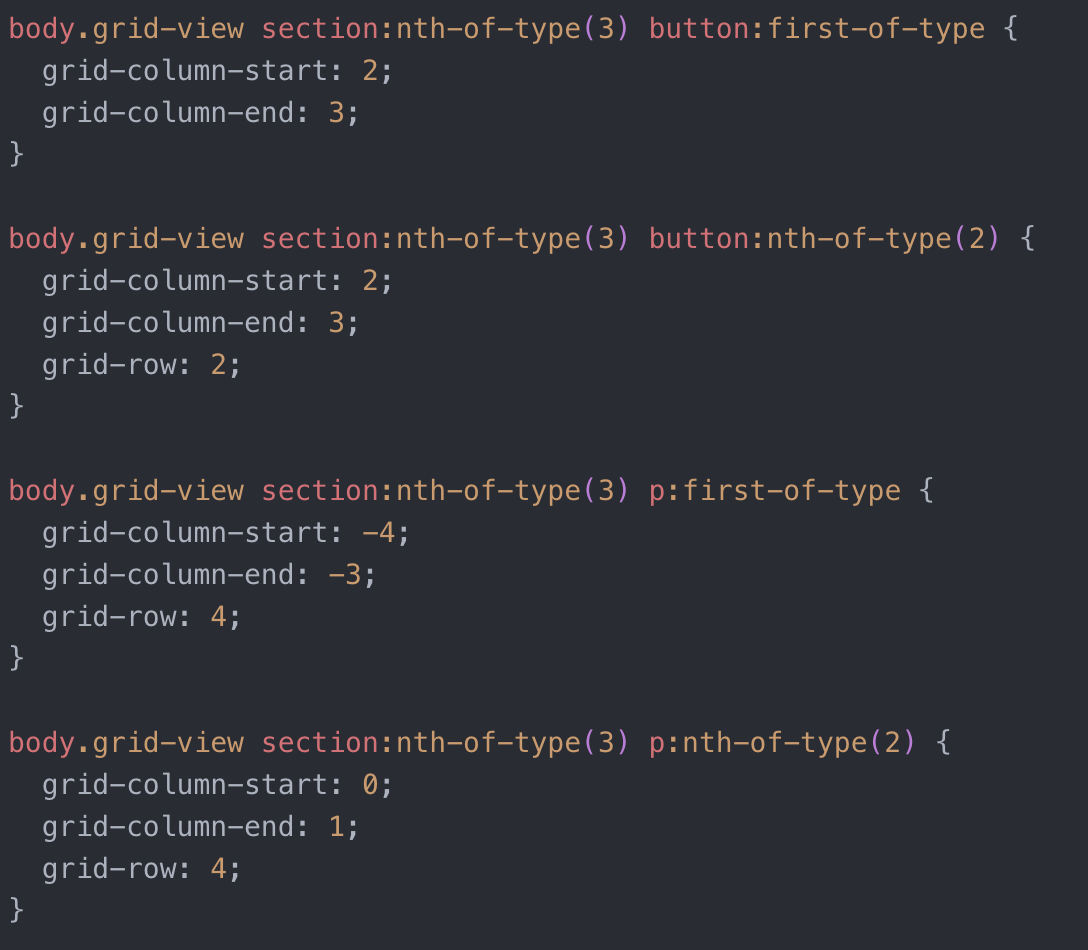 body.grid-view section:nth-of-type(3) button:first-of-type {
  grid-column-start: 2;
  grid-column-end: 3;
}

body.grid-view section:nth-of-type(3) button:nth-of-type(2) {
  grid-column-start: 2;
  grid-column-end: 3;
  grid-row: 2;
}

body.grid-view section:nth-of-type(3) p:first-of-type {
  grid-column-start: -4;
  grid-column-end: -3;
  grid-row: 4;
}

body.grid-view section:nth-of-type(3) p:nth-of-type(2) {
  grid-column-start: 0;
  grid-column-end: 1;
  grid-row: 4;
}